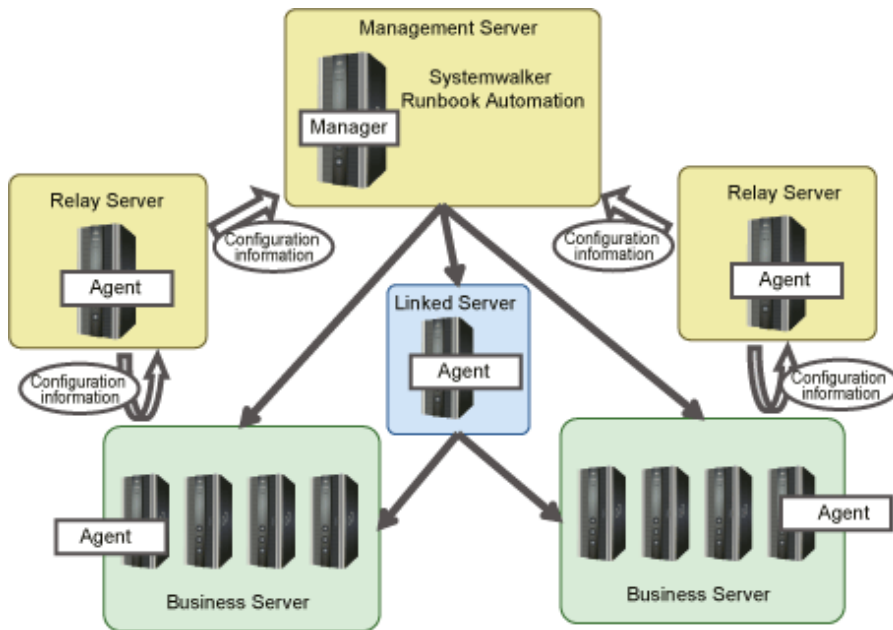 Management Server
Systemwalker
Runbook Automation
Manager
Relay Server
Configuration
information
Agent
Configuration
information
Relay Server
Configuration
information
Agent
Configuration
information
Linked Server
Agent
Agent
Business Server
Agent
Business Server